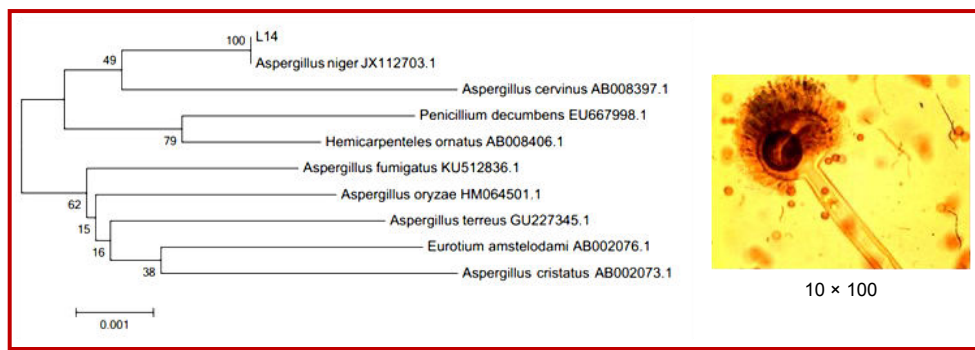 100
L14
Aspergillus niger JX112703.1
49
Aspergillus cervinus AB008397.1
Penicillium decumbens EU667998.1
79
Hemicarpenteles ornatus AB008406.1
Aspergillus fumigatus KU512836.1
62
Aspergillus oryzae HM064501.1
15
Aspergillus terreus GU227345.1
16
Eurotium amstelodami AB002076.1
38
Aspergillus cristatus AB002073.1
0.001
10 × 100